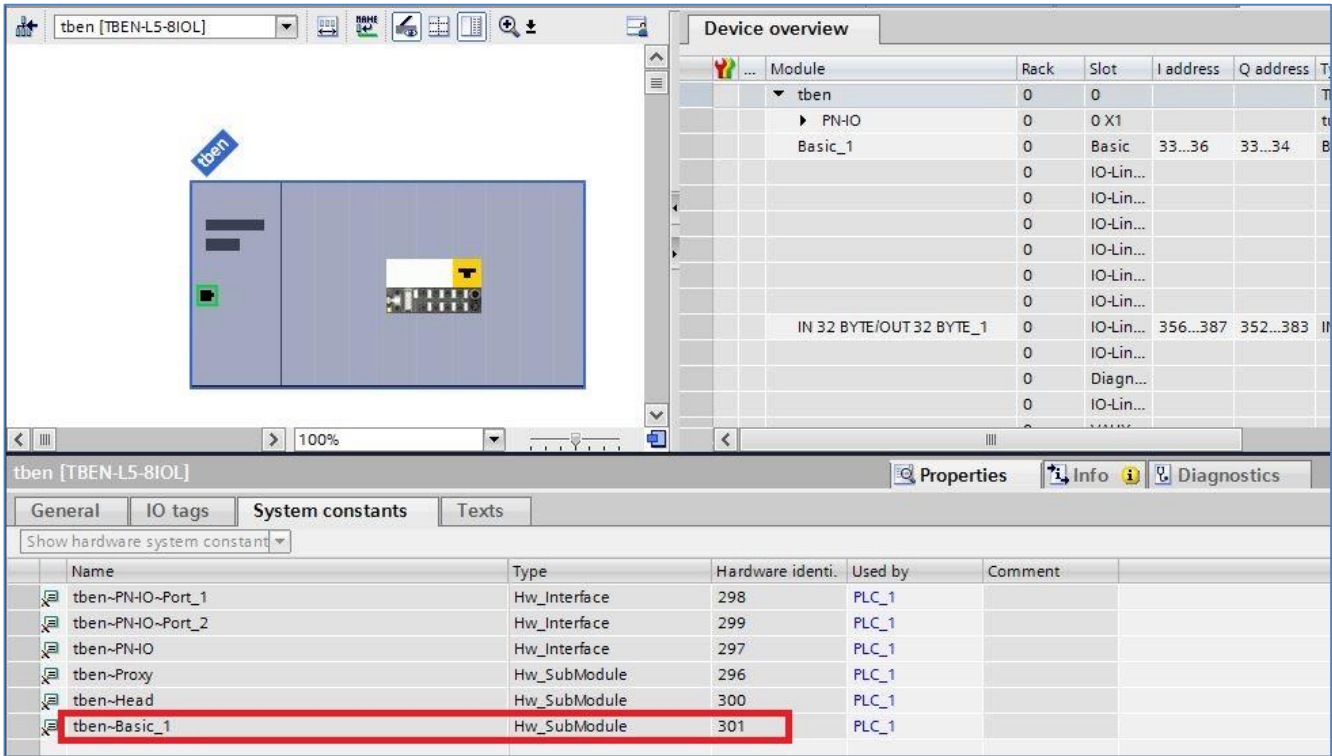 tben [TBEN-L5-8IOL]
NAME
±
tben
100%
Device overview
... Module Rack Slot I address Q address
tben 0 0
PN-IO 0 0 X1
Basic_1 0 Basic 33...36 33...34
0 IO-Lin...
0 IO-Lin...
0 IO-Lin...
0 IO-Lin...
0 IO-Lin...
IN 32 BYTE/OUT 32 BYTE_1 0 IO-Lin... 356...387 352...383
0 IO-Lin...
0 Diagn...
0 IO-Lin...
tben [TBEN-L5-8IOL]
Properties Info Diagnostics
General IO tags System constants Texts
Show hardware system constant
Name Type Hardware identi. Used by Comment
tben~PN-IO~Port_1 Hw_Interface 298 PLC_1
tben~PN-IO~Port_2 Hw_Interface 299 PLC_1
tben~PN-IO Hw_Interface 297 PLC_1
tben~Proxy Hw_SubModule 296 PLC_1
tben~Head Hw_SubModule 300 PLC_1
tben~Basic_1 Hw_SubModule 301 PLC_1